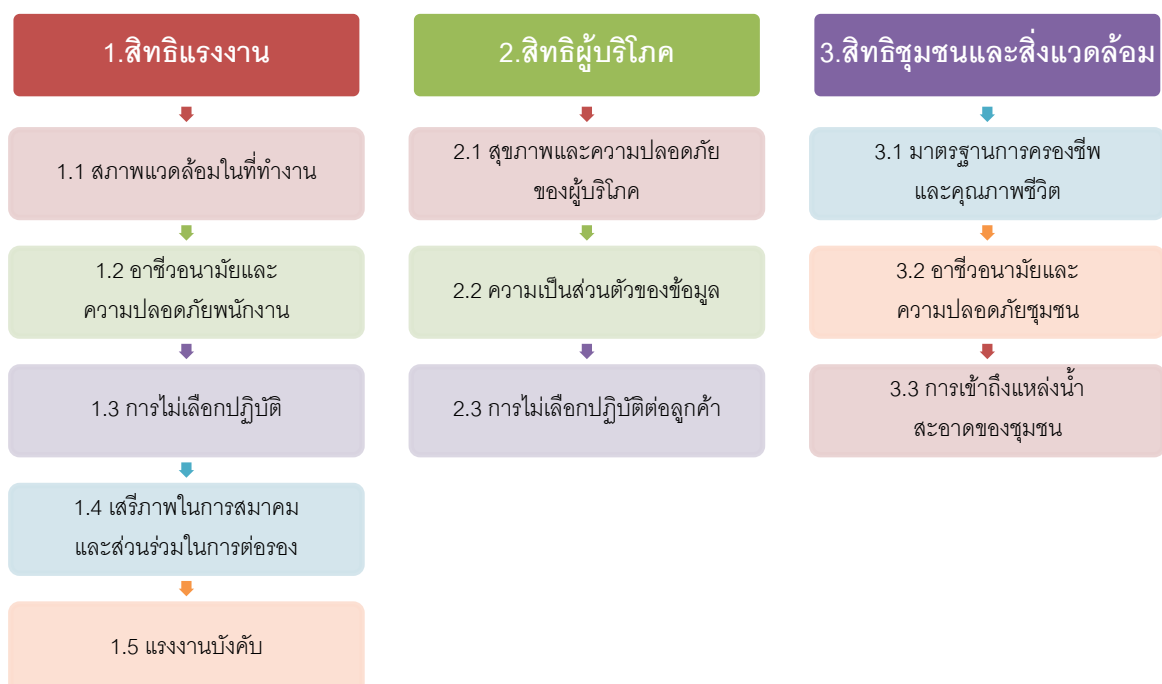 1.สิทธิแรงงาน
1.1 สภาพแวดล้อมในที่ทำงาน
1.2 อาชีวอนามัยและ
ความปลอดภัยพนักงาน
1.3 การไม่เลือกปฏิบัติ
1.4 เสรีภาพในการสมาคม
และส่วนร่วมในการต่อรอง
1.5 แรงงานบังคับ
2.สิทธิผู้บริโภค
2.1 สุขภาพและความปลอดภัย
ของผู้บริโภค
2.2 ความเป็นส่วนตัวของข้อมูล
2.3 การไม่เลือกปฏิบัติต่อลูกค้า
3.สิทธิชุมชนและสิ่งแวดล้อม
3.1 มาตรฐานการครองชีพ
และคุณภาพชีวิต
3.2 อาชีวอนามัยและ
ความปลอดภัยชุมชน
3.3 การเข้าถึงแหล่งน้ำ
สะอาดของชุมชน